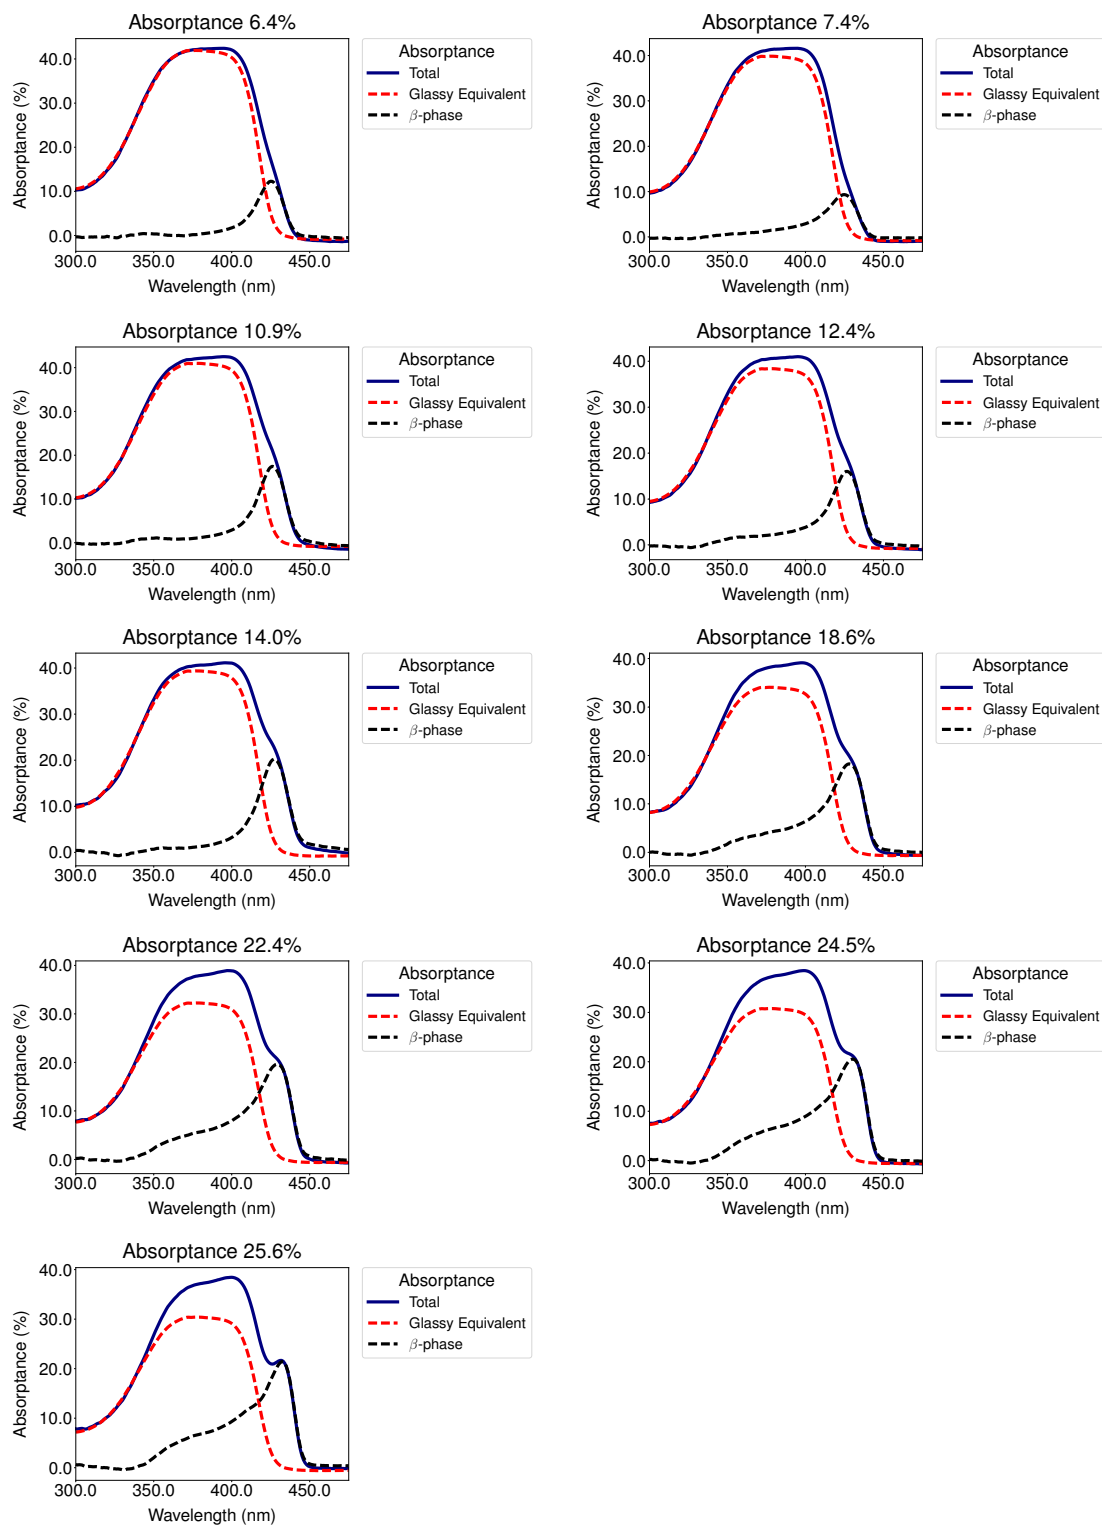 Absorptance 6.4%
Absorptance (%)
40.0
30.0
20.0
10.0
0.0
300.0 350.0 400.0 450.0
Wavelength (nm)
Absorptance
Total
Glassy Equivalent
β-phase
Absorptance 7.4%
Absorptance (%)
40.0
30.0
20.0
10.0
0.0
300.0 350.0 400.0 450.0
Wavelength (nm)
Absorptance
Total
Glassy Equivalent
β-phase
Absorptance 10.9%
Absorptance (%)
40.0
30.0
20.0
10.0
0.0
300.0 350.0 400.0 450.0
Wavelength (nm)
Absorptance
Total
Glassy Equivalent
β-phase
Absorptance 12.4%
Absorptance (%)
40.0
30.0
20.0
10.0
0.0
300.0 350.0 400.0 450.0
Wavelength (nm)
Absorptance
Total
Glassy Equivalent
β-phase
Absorptance 14.0%
Absorptance (%)
40.0
30.0
20.0
10.0
0.0
300.0 350.0 400.0 450.0
Wavelength (nm)
Absorptance
Total
Glassy Equivalent
β-phase
Absorptance 18.6%
Absorptance (%)
40.0
30.0
20.0
10.0
0.0
300.0 350.0 400.0 450.0
Wavelength (nm)
Absorptance
Total
Glassy Equivalent
β-phase
Absorptance 22.4%
Absorptance (%)
40.0
30.0
20.0
10.0
0.0
300.0 350.0 400.0 450.0
Wavelength (nm)
Absorptance
Total
Glassy Equivalent
β-phase
Absorptance 24.5%
Absorptance (%)
40.0
30.0
20.0
10.0
0.0
300.0 350.0 400.0 450.0
Wavelength (nm)
Absorptance
Total
Glassy Equivalent
β-phase
Absorptance 25.6%
Absorptance (%)
40.0
30.0
20.0
10.0
0.0
300.0 350.0 400.0 450.0
Wavelength (nm)
Absorptance
Total
Glassy Equivalent
β-phase